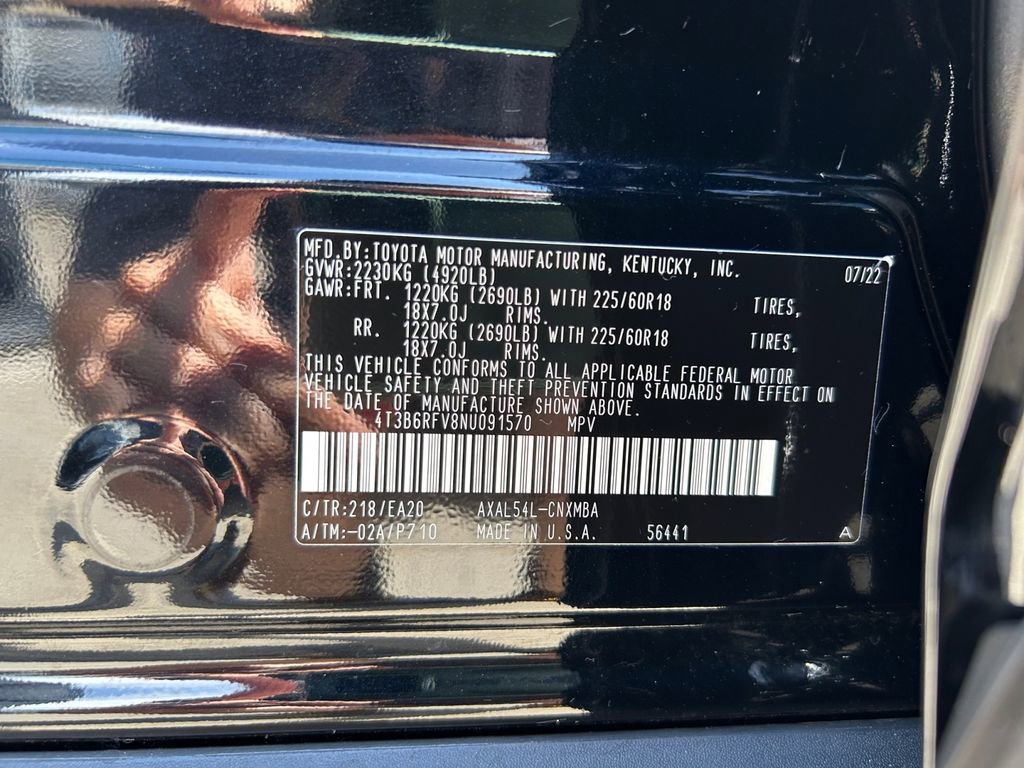 MFD.BY:TOYOTA MOTOR MANUFACTURING, KENTUCKY, INC. 07/22
GVWR:2230KG (4920LB)
GAWR:FRT. 1220KG (2690LB) WITH 225/60R18 TIRES,
18X7.0J RIMS.
RR. 1220KG (2690LB) WITH 225/60R18 TIRES,
18X7.0J RIMS.
THIS VEHICLE CONFORMS TO ALL APPLICABLE FEDERAL MOTOR
VEHICLE SAFETY AND THEFT PREVENTION STANDARDS IN EFFECT ON
THE DATE OF MANUFACTURE SHOWN ABOVE.
4T3B6RFV8NU091570 MPV
C/TR:218/EA20 AXAL54L-CNXMBA
A/TM:-02A/P710 MADE IN U.S.A. 56441 A